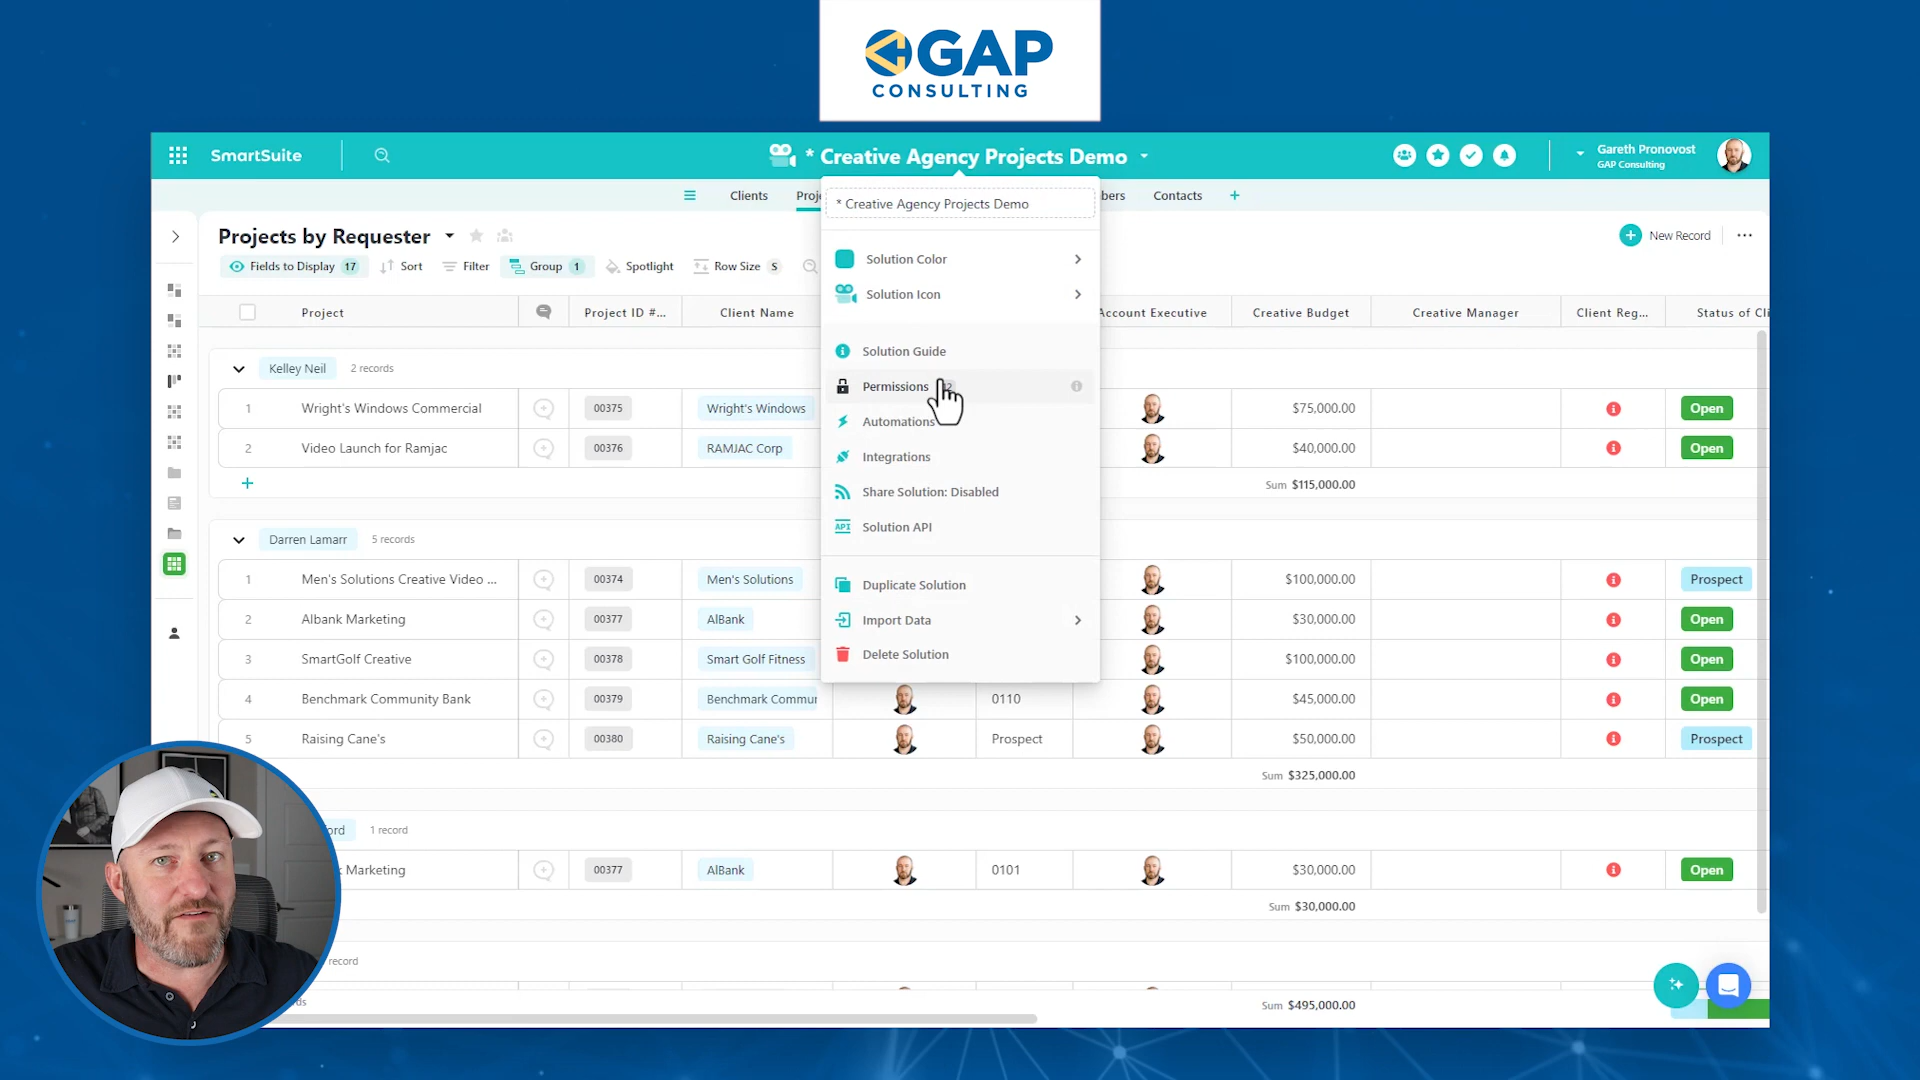 GAP
CONSULTING
SmartSuite
* Creative Agency Projects Demo
Gareth Pronovost
GAP Consulting
Clients
Contacts
* Creative Agency Projects Demo
Projects by Requester
New Record
Fields to Display 17
Sort
Filter
Group 1
Spotlight
Row Size S
Solution Color
Solution Icon
Solution Guide
Permissions
Automations
Integrations
Share Solution: Disabled
API Solution API
Duplicate Solution
Import Data
Delete Solution
Project
Project ID #...
Client Name
Account Executive
Creative Budget
Creative Manager
Client Req...
Status of Cli
Kelley Neil 2 records
1 Wright's Windows Commercial 00375 Wright's Windows $75,000.00 Open
2 Video Launch for Ramjac 00376 RAMJAC Corp $40,000.00 Open
Sum $115,000.00
Darren Lamarr 5 records
1 Men's Solutions Creative Video ... 00374 Men's Solutions $100,000.00 Prospect
2 Albank Marketing 00377 AlBank $30,000.00 Open
3 SmartGolf Creative 00378 Smart Golf Fitness $100,000.00 Open
4 Benchmark Community Bank 00379 Benchmark Commun 0110 $45,000.00 Open
5 Raising Cane's 00380 Raising Cane's Prospect $50,000.00 Prospect
Sum $325,000.00
1 record
Marketing 00377 AlBank 0101 $30,000.00 Open
Sum $30,000.00
record
Sum $495,000.00